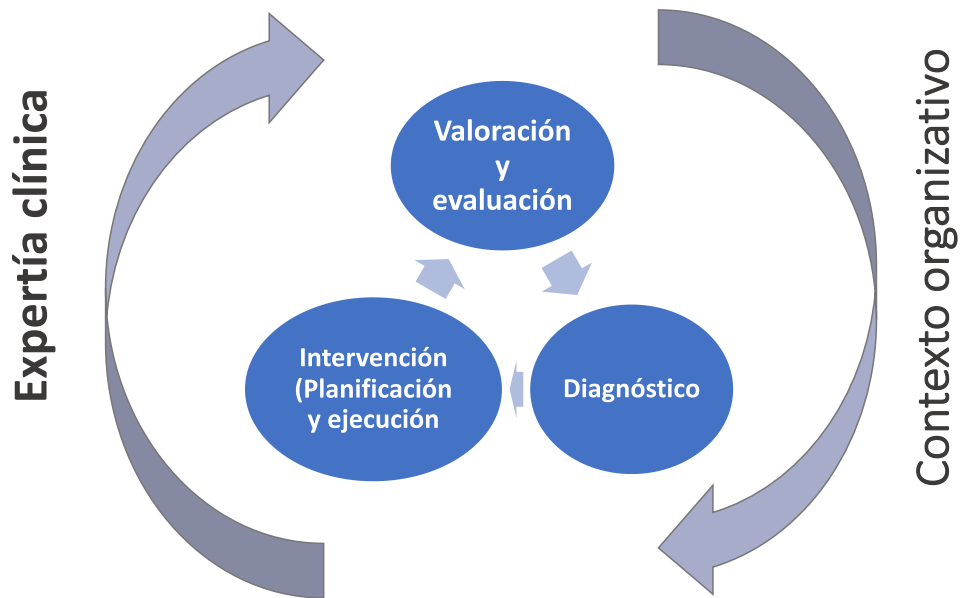 Expertía clínica
Valoración
y
evaluación
Intervención
(Planificación
y ejecución
Diagnóstico
Contexto organizativo